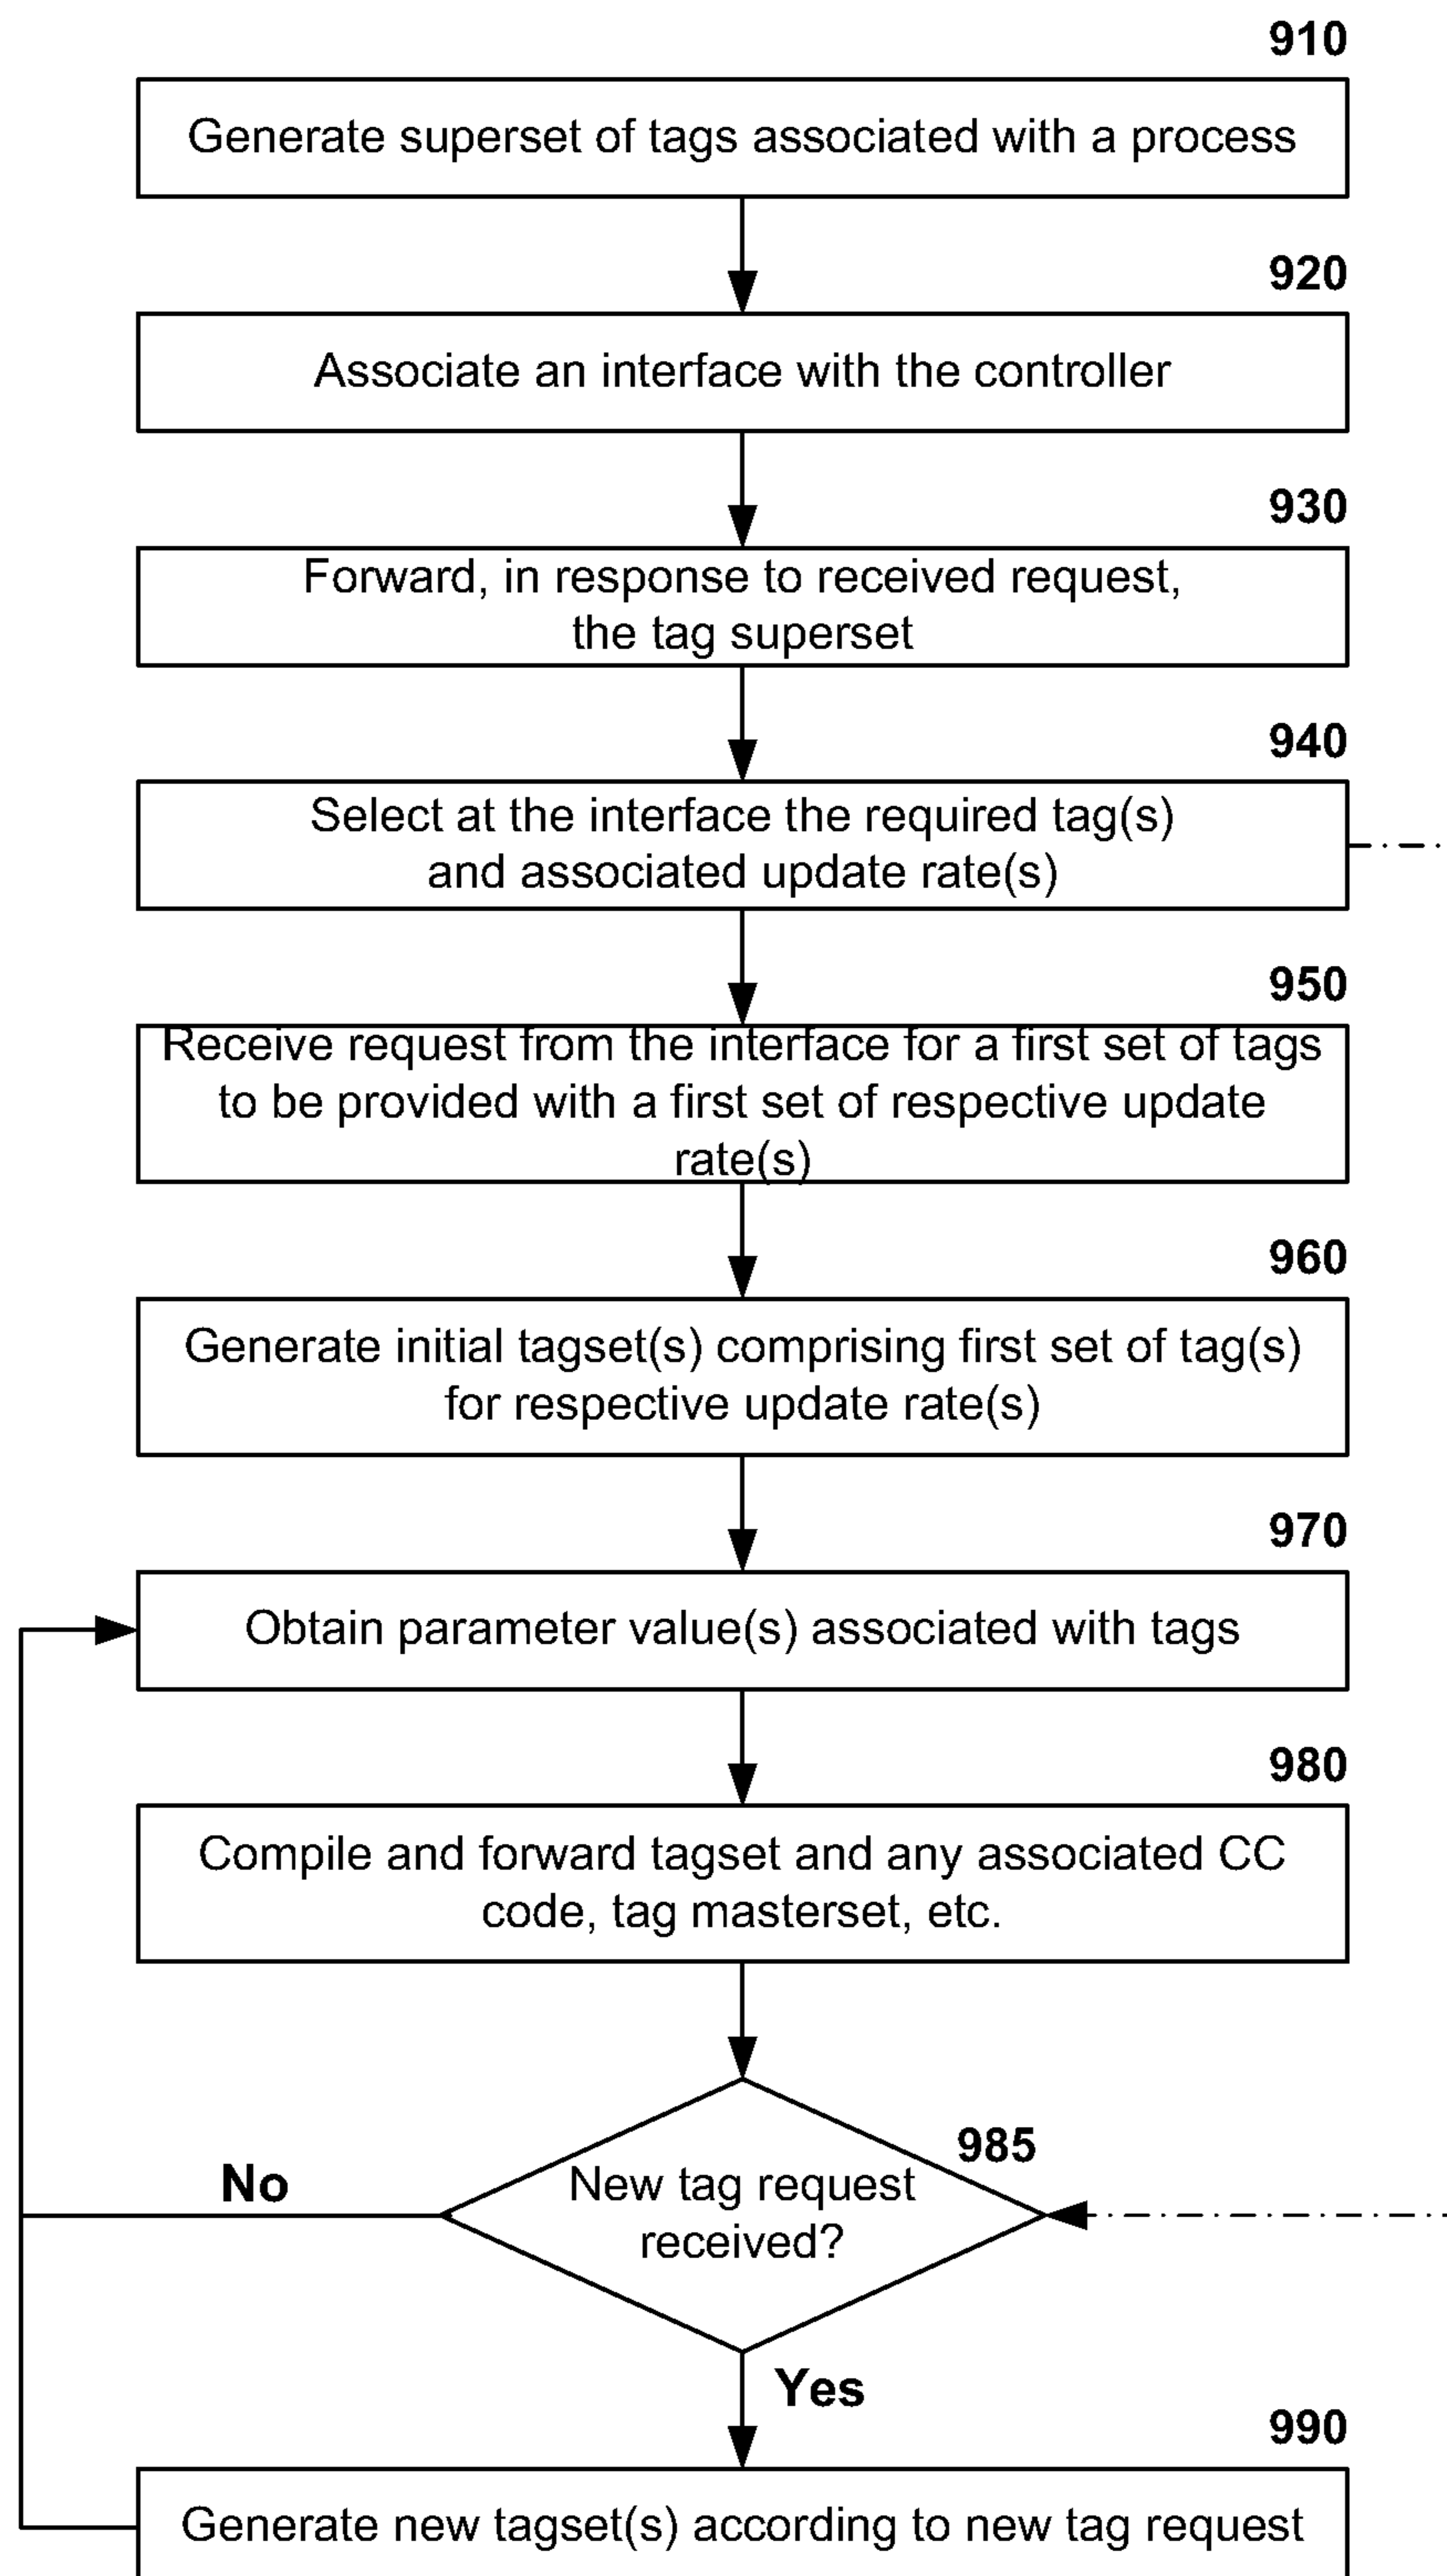 910
Generate superset of tags associated with a process
920
Associate an interface with the controller
930
Forward, in response to received request,
the tag superset
940
Select at the interface the required tag(s)
and associated update rate(s)
950
Receive request from the interface for a first set of tags
to be provided with a first set of respective update
rate(s)
960
Generate initial tagset(s) comprising first set of tag(s)
for respective update rate(s)
970
Obtain parameter value(s) associated with tags
980
Compile and forward tagset and any associated CC
code, tag masterset, etc.
985
No
New tag request
received?
Yes
990
Generate new tagset(s) according to new tag request